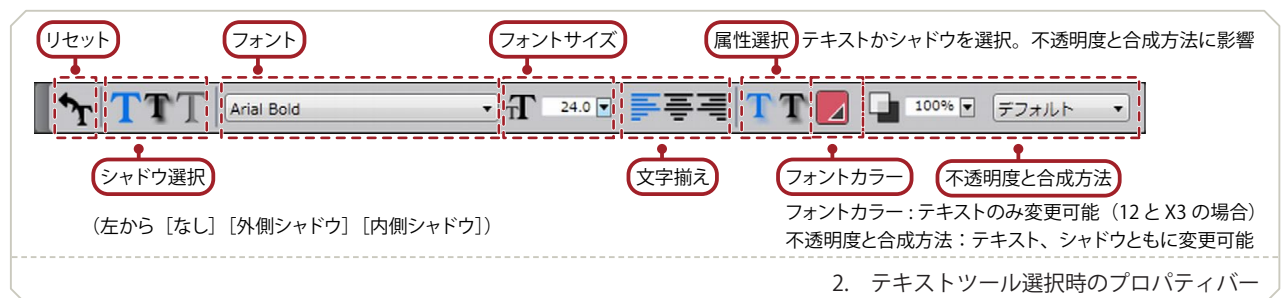 リセット
フォント
フォントサイズ
属性選択 テキストかシャドウを選択。不透明度と合成方法に影響
T T T Arial Bold T T 24.0 T T 100% デフォルト
シャドウ選択
文字揃え
フォントカラー
不透明度と合成方法
（左から［なし］［外側シャドウ］［内側シャドウ］）
フォントカラー : テキストのみ変更可能（12 と X3 の場合）
不透明度と合成方法：テキスト、シャドウともに変更可能
2. テキストツール選択時のプロパティバー